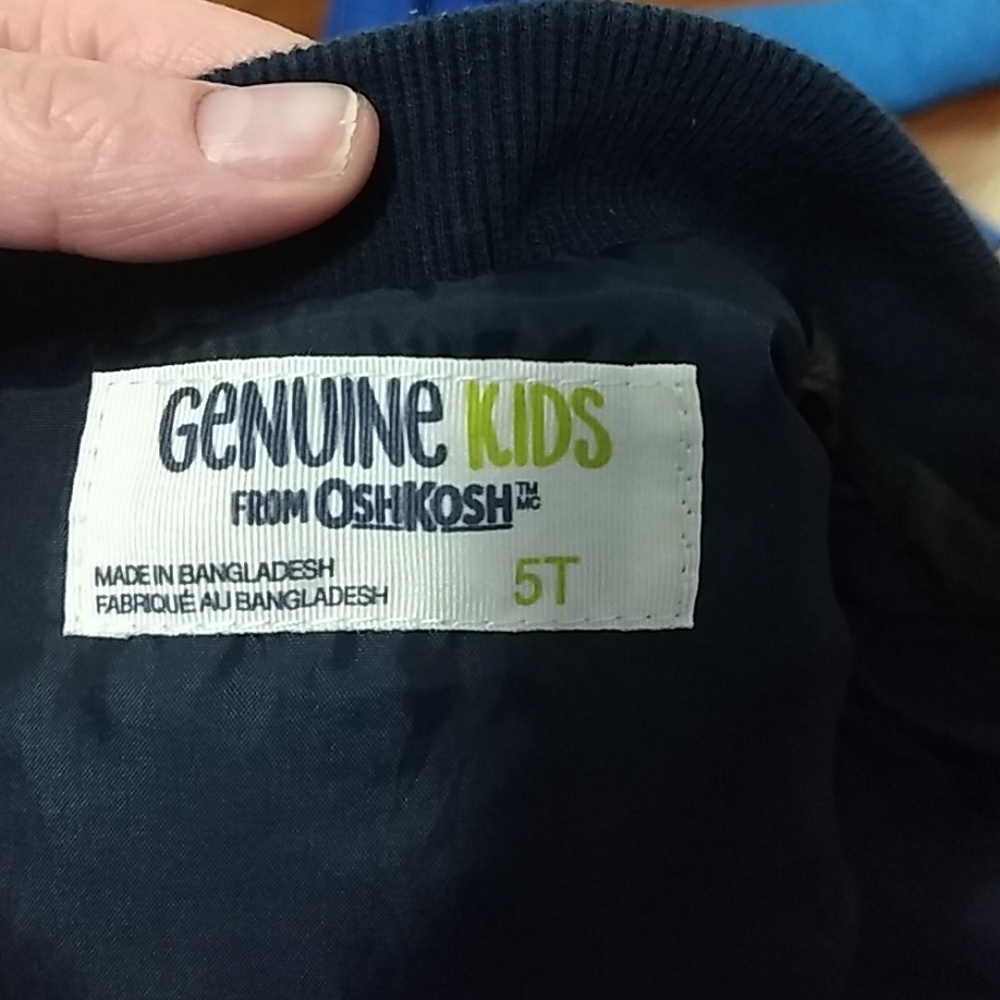 GeNUINe KIDS
FROM OSHKOSH TM MC
MADE IN BANGLADESH
FABRIQUÉ AU BANGLADESH
5T